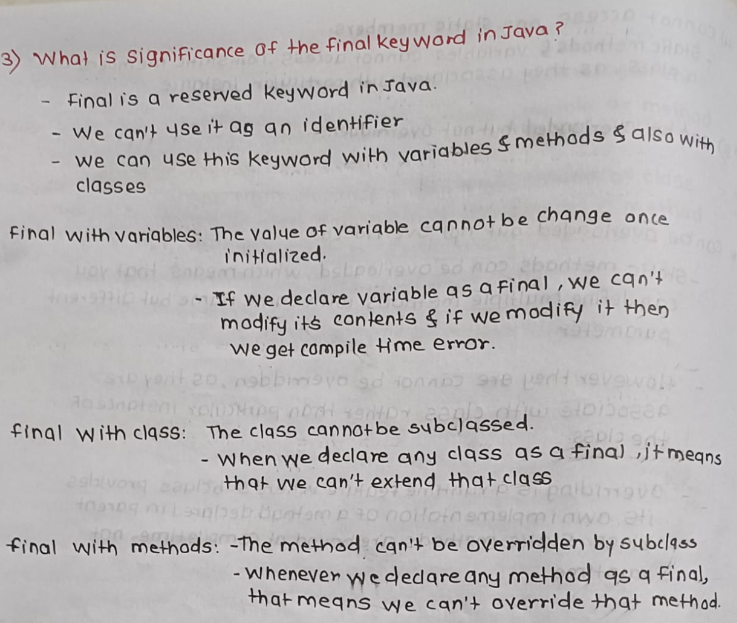 3) What is significance of the final keyword in Java?
- Final is a reserved keyword in Java.
- We can't use it as an identifier
- we can use this keyword with variables & methods & also with
classes
final with variables: The value of variable cannot be change once
initialized.
- If we declare variable as a final, we can't
modify its contents & if we modify it then
we get compile time error.
final with class: The class cannot be subclassed.
- When we declare any class as a final, it means
that we can't extend that class
final with methods: - The method can't be overridden by subclass
- Whenever we declare any method as a final,
that means we can't override that method.